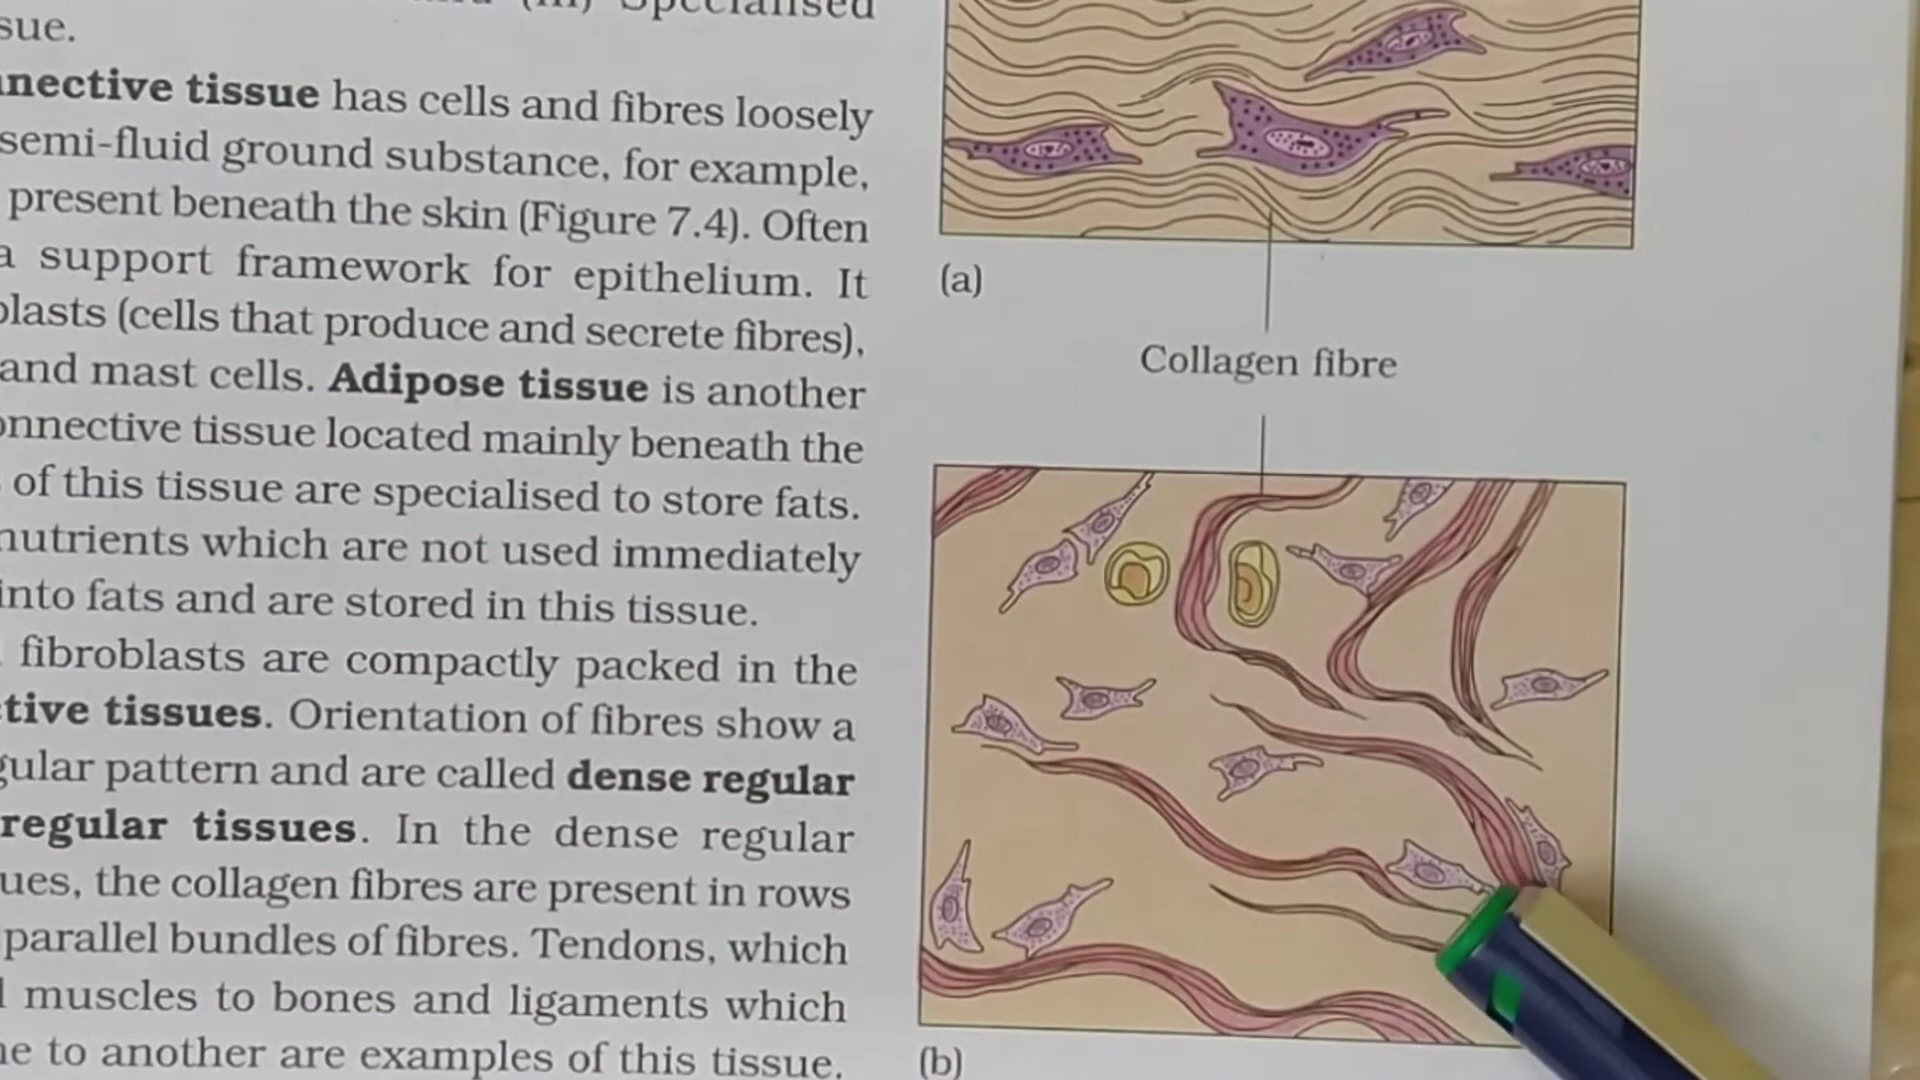 (iii) Specialised
sue.
nnective tissue has cells and fibres loosely
semi-fluid ground substance, for example,
present beneath the skin (Figure 7.4). Often
a support framework for epithelium. It
blasts (cells that produce and secrete fibres),
and mast cells. Adipose tissue is another
onnective tissue located mainly beneath the
of this tissue are specialised to store fats.
nutrients which are not used immediately
into fats and are stored in this tissue.
fibroblasts are compactly packed in the
tive tissues. Orientation of fibres show a
gular pattern and are called dense regular
regular tissues. In the dense regular
ues, the collagen fibres are present in rows
parallel bundles of fibres. Tendons, which
muscles to bones and ligaments which
ne to another are examples of this tissue.
(a)
Collagen fibre
(b)